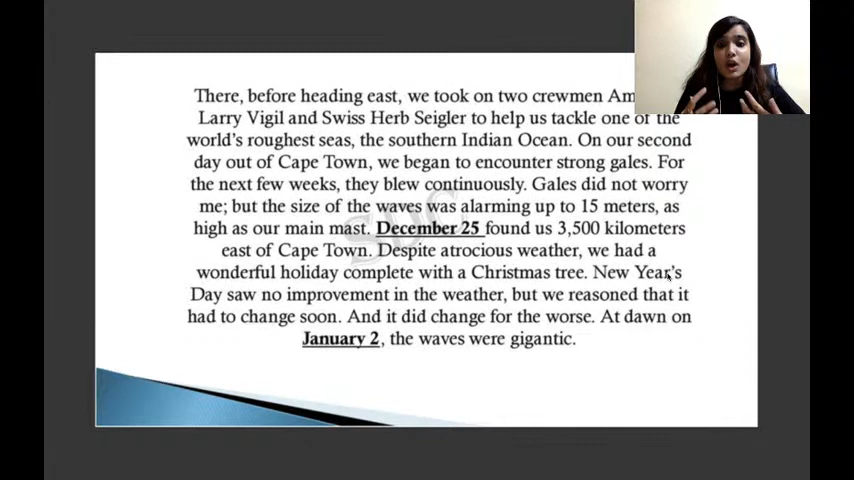 There, before heading east, we took on two crewmen Am
Larry Vigil and Swiss Herb Seigler to help us tackle one of the
world's roughest seas, the southern Indian Ocean. On our second
day out of Cape Town, we began to encounter strong gales. For
the next few weeks, they blew continuously. Gales did not worry
me; but the size of the waves was alarming up to 15 meters, as
high as our main mast. December 25 found us 3,500 kilometers
east of Cape Town. Despite atrocious weather, we had a
wonderful holiday complete with a Christmas tree. New Year's
Day saw no improvement in the weather, but we reasoned that it
had to change soon. And it did change for the worse. At dawn on
January 2, the waves were gigantic.